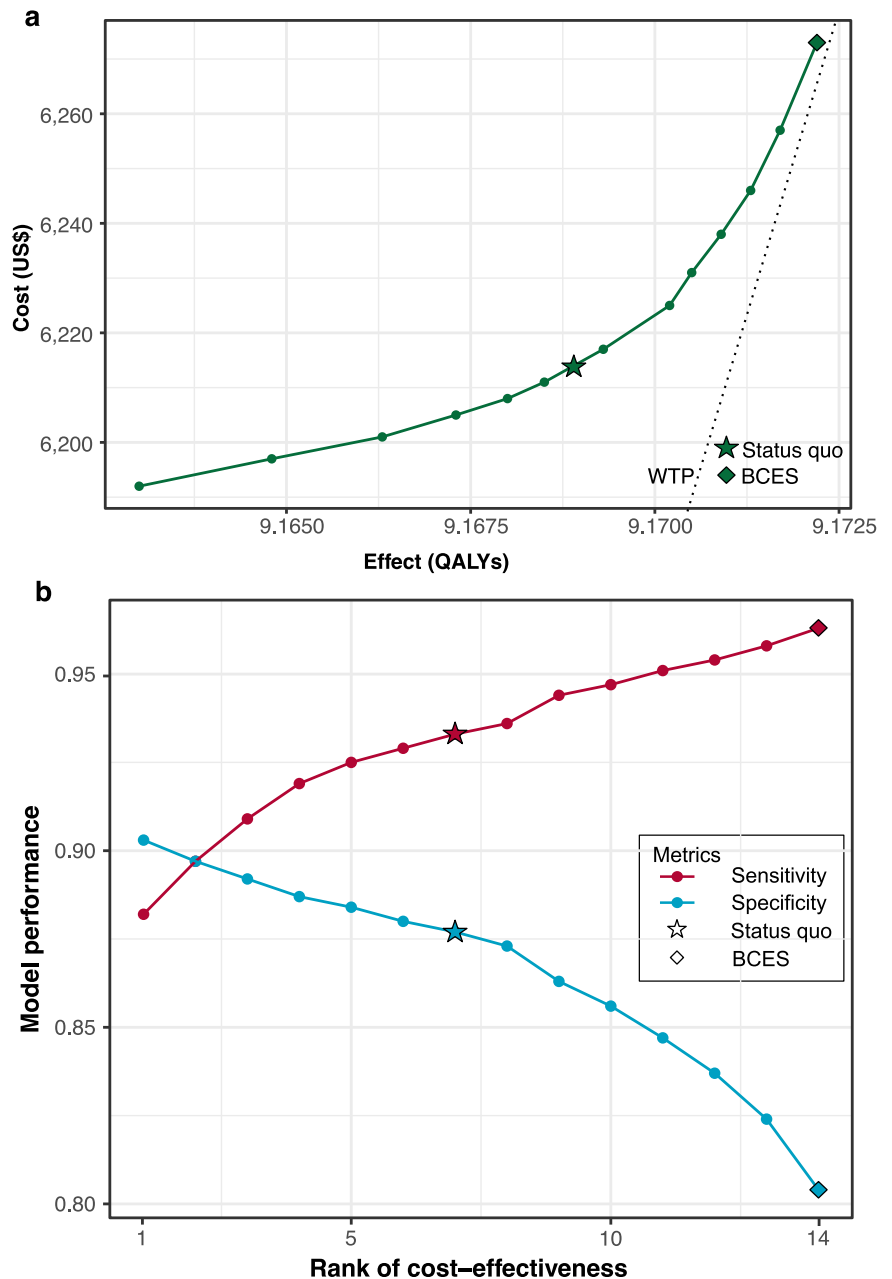 a
6,260
6,240
6,220
6,200
Cost (US$)
Status quo
WTP
BCES
9.1650
9.1675
9.1700
9.1725
Effect (QALYs)
b
0.95
0.90
0.85
0.80
Model performance
Metrics
Sensitivity
Specificity
Status quo
BCES
1
5
10
14
Rank of cost–effectiveness